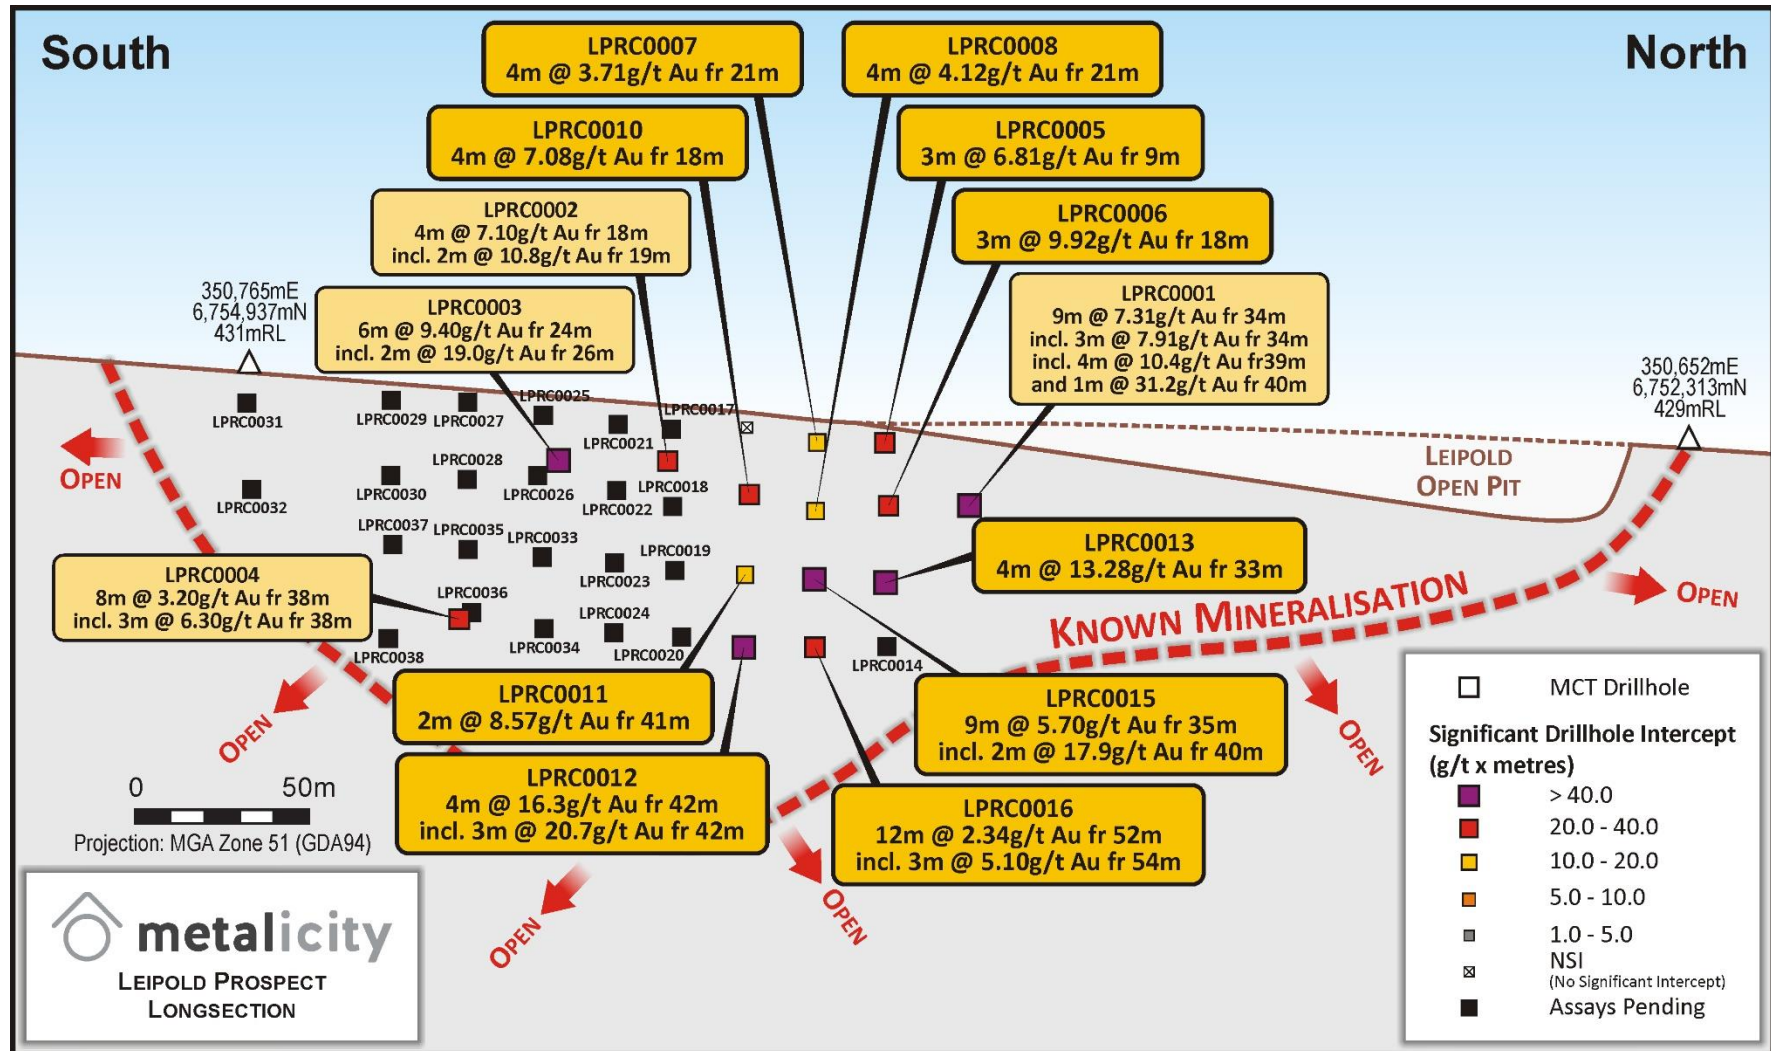 South
North
LPRC0007
4m @ 3.71g/t Au fr 21m
LPRC0008
4m @ 4.12g/t Au fr 21m
LPRC0010
4m @ 7.08g/t Au fr 18m
LPRC0005
3m @ 6.81g/t Au fr 9m
LPRC0002
4m @ 7.10g/t Au fr 18m
incl. 2m @ 10.8g/t Au fr 19m
LPRC0006
3m @ 9.92g/t Au fr 18m
350,765mE
6,754,937mN
431mRL
LPRC0003
6m @ 9.40g/t Au fr 24m
incl. 2m @ 19.0g/t Au fr 26m
LPRC0001
9m @ 7.31g/t Au fr 34m
incl. 3m @ 7.91g/t Au fr 34m
incl. 4m @ 10.4g/t Au fr39m
and 1m @ 31.2g/t Au fr 40m
350,652mE
6,752,313mN
429mRL
LPRC0031
LPRC0029
LPRC0027
LPRC0025
LPRC0021
LPRC0017
OPEN
LEIPOLD
OPEN PIT
LPRC0032
LPRC0030
LPRC0028
LPRC0026
LPRC0022
LPRC0018
LPRC0037
LPRC0035
LPRC0033
LPRC0023
LPRC0019
LPRC0013
4m @ 13.28g/t Au fr 33m
LPRC0004
8m @ 3.20g/t Au fr 38m
incl. 3m @ 6.30g/t Au fr 38m
LPRC0036
LPRC0038
LPRC0034
LPRC0024
LPRC0020
LPRC0014
KNOWN MINERALISATION
OPEN
OPEN
LPRC0011
2m @ 8.57g/t Au fr 41m
LPRC0015
9m @ 5.70g/t Au fr 35m
incl. 2m @ 17.9g/t Au fr 40m
OPEN
LPRC0012
4m @ 16.3g/t Au fr 42m
incl. 3m @ 20.7g/t Au fr 42m
LPRC0016
12m @ 2.34g/t Au fr 52m
incl. 3m @ 5.10g/t Au fr 54m
OPEN
OPEN
0 50m
Projection: MGA Zone 51 (GDA94)
metalicity
LEIPOLD PROSPECT
LONGSECTION
MCT Drillhole
Significant Drillhole Intercept
(g/t x metres)
> 40.0
20.0 - 40.0
10.0 - 20.0
5.0 - 10.0
1.0 - 5.0
NSI
(No Significant Intercept)
Assays Pending